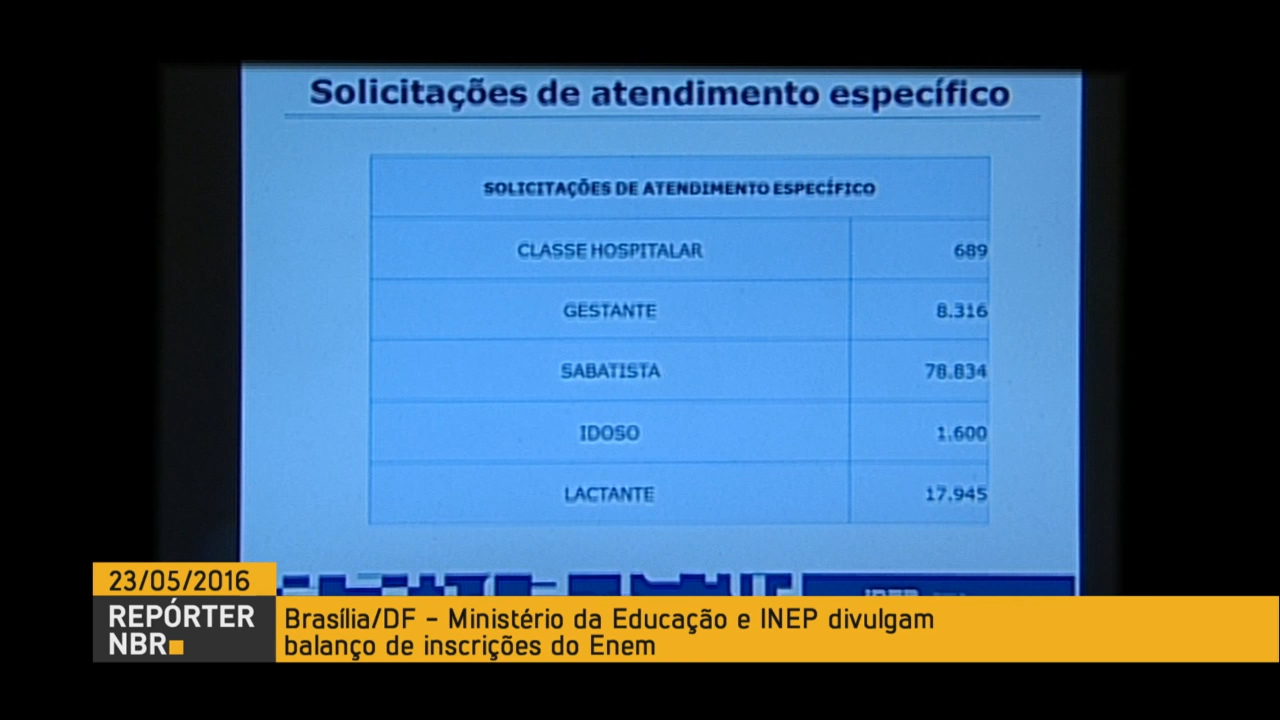 Solicitações de atendimento específico
SOLICITAÇÕES DE ATENDIMENTO ESPECÍFICO
CLASSE HOSPITALAR 689
GESTANTE 8.316
SABATISTA 78.834
IDOSO 1.600
LACTANTE 17.945
23/05/2016
REPÓRTER
NBR
Brasília/DF - Ministério da Educação e INEP divulgam
balanço de inscrições do Enem